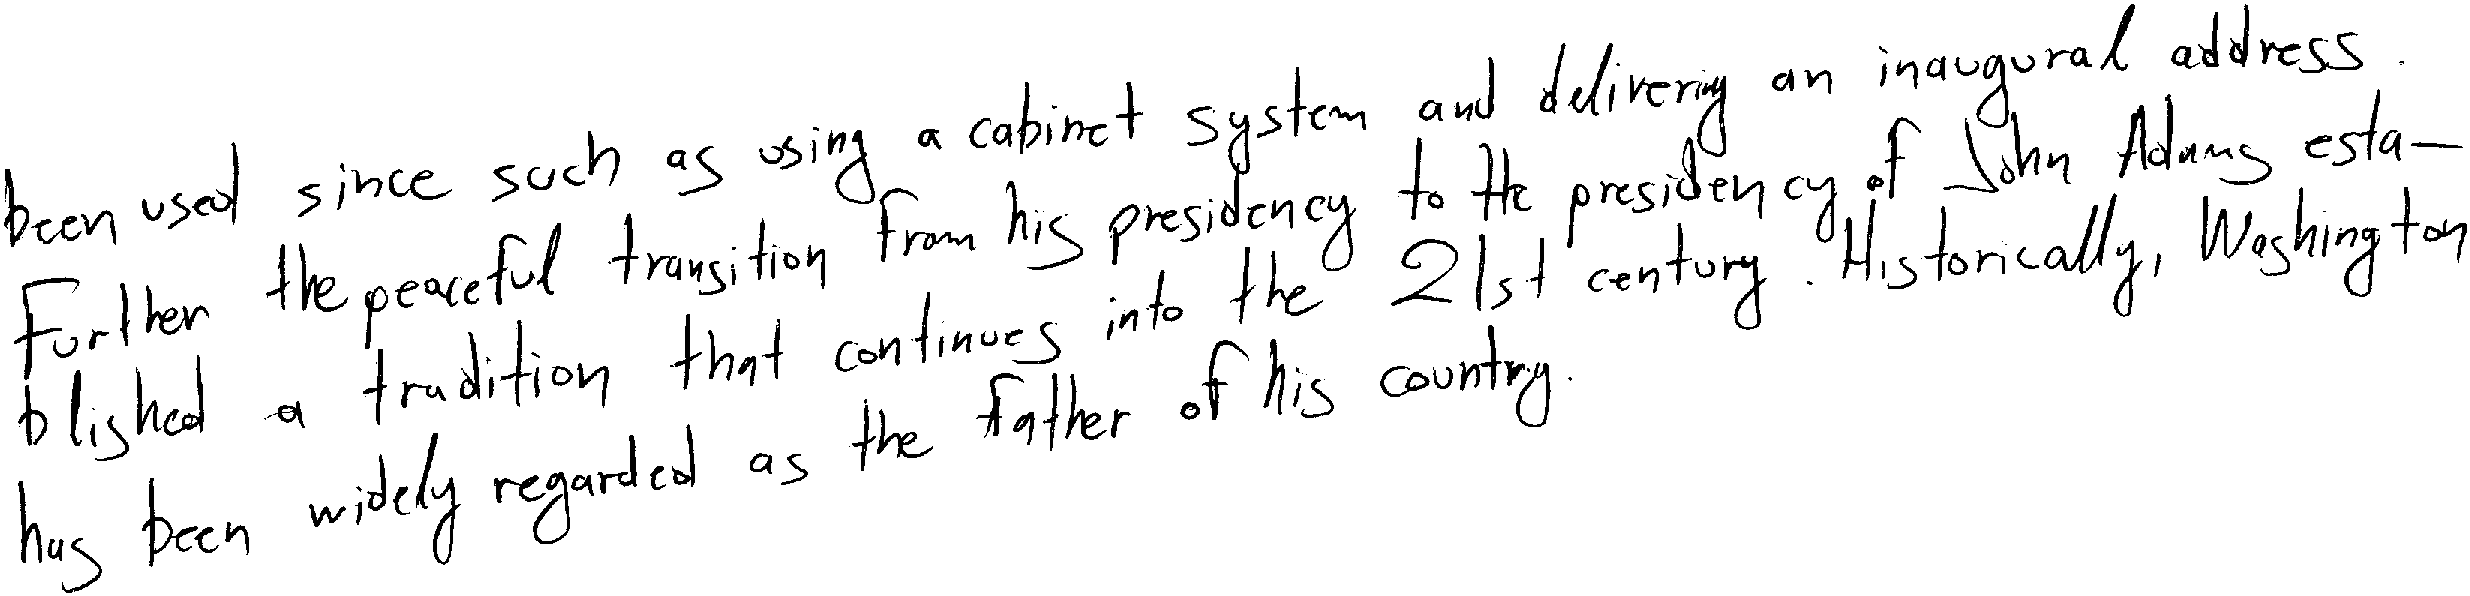 been used since such as using a cabinet system and delivering an inaugural address.
Further the peaceful transition from his presidency to the presidency of John Adams esta-
blished a tradition that continues into the 21st century. Historically, Washington
has been widely regarded as the father of his country.